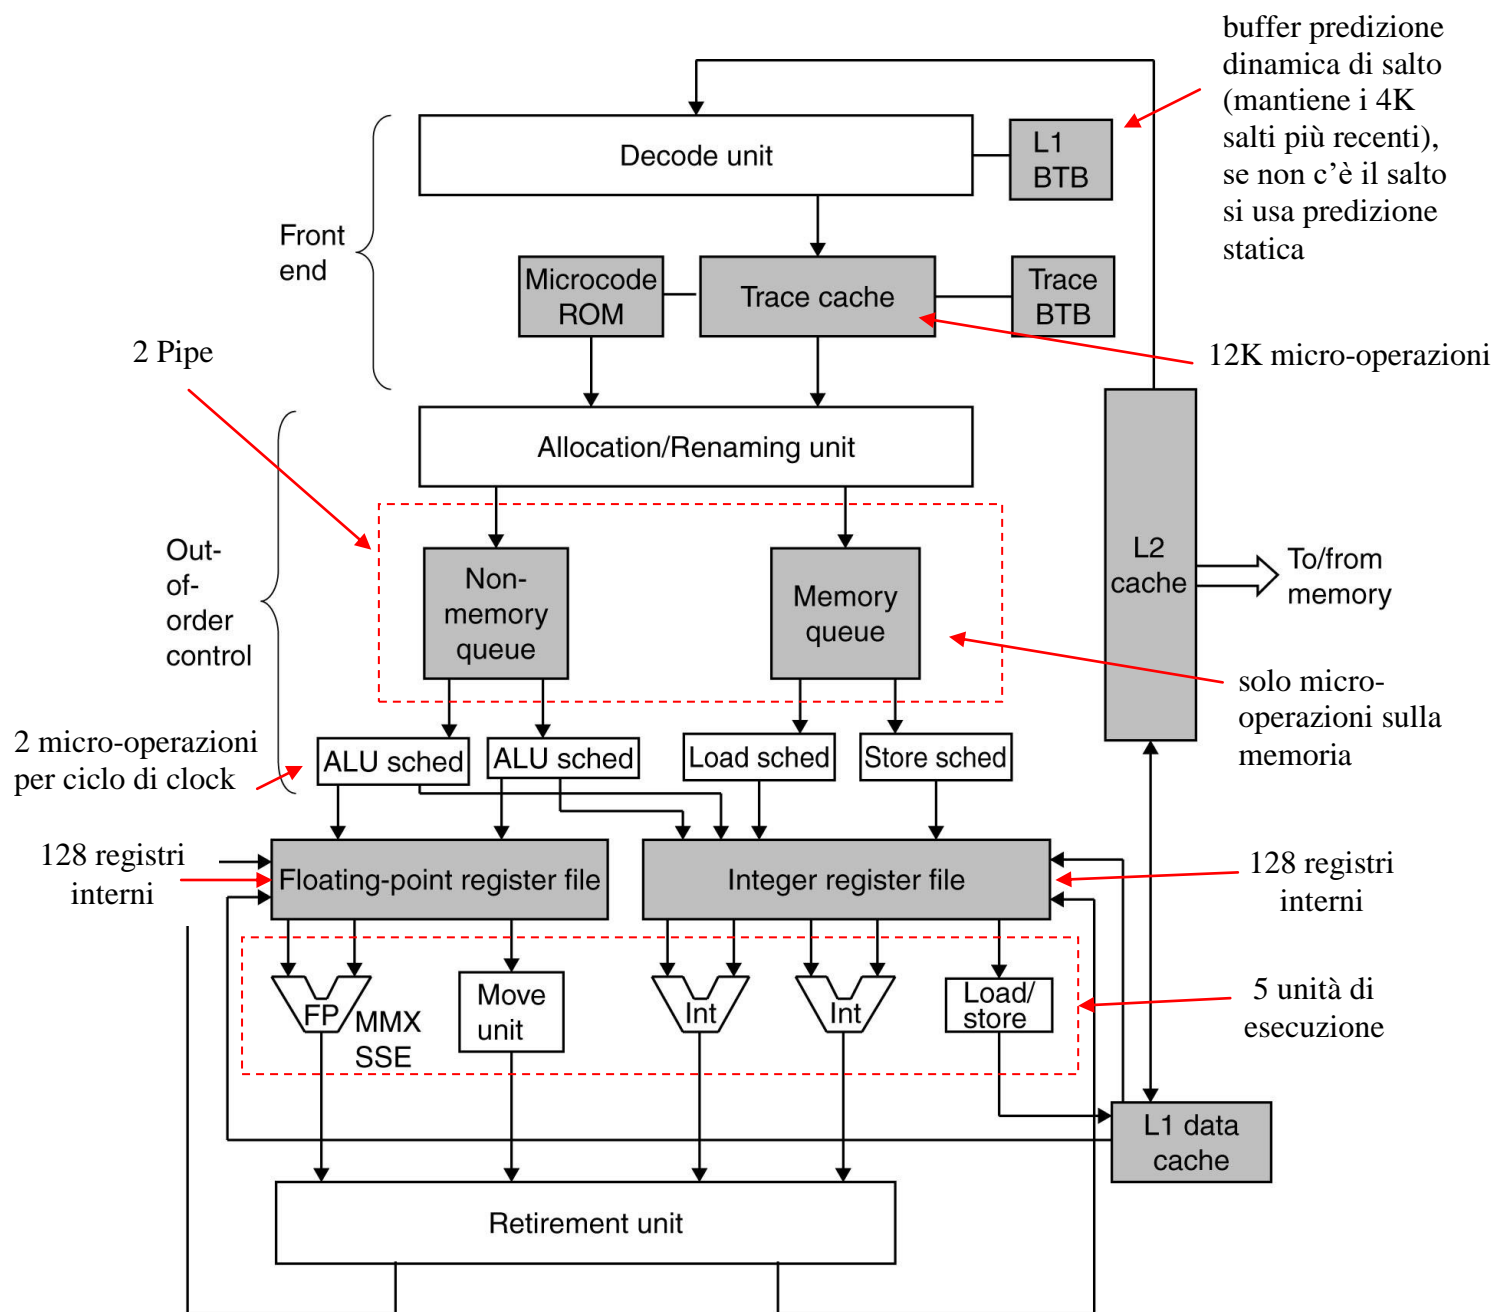 buffer predizione
dinamica di salto
(mantiene i 4K
salti più recenti),
se non c’è il salto
si usa predizione
statica
Decode unit
L1
BTB
Front
end
Microcode
ROM
Trace cache
Trace
BTB
2 Pipe
12K micro-operazioni
Allocation/Renaming unit
Out-
of-
order
control
Non-
memory
queue
Memory
queue
L2
cache
To/from
memory
solo micro-
operazioni sulla
memoria
2 micro-operazioni
per ciclo di clock
ALU sched
ALU sched
Load sched
Store sched
128 registri
interni
Floating-point register file
Integer register file
128 registri
interni
FP
MMX
SSE
Move
unit
Int
Int
Load/
store
5 unità di
esecuzione
L1 data
cache
Retirement unit